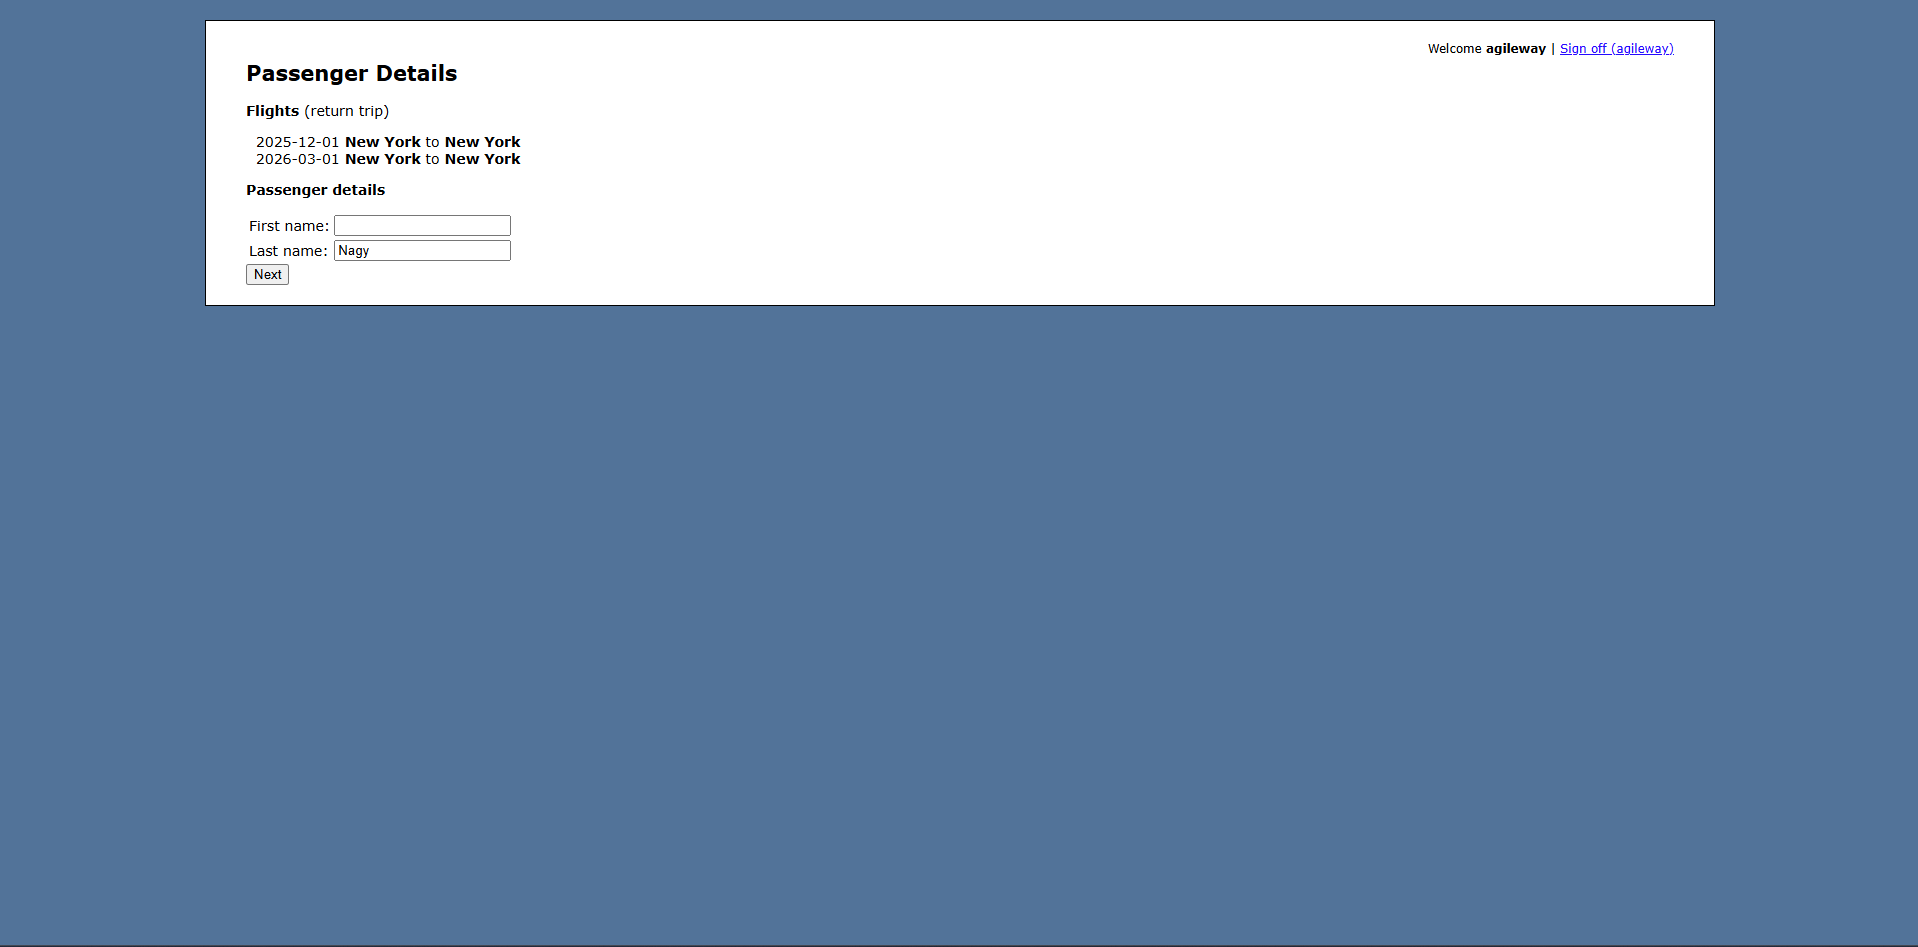 Welcome agileway | Sign off (agileway)
Passenger Details
Flights (return trip)
2025-12-01 New York to New York
2026-03-01 New York to New York
Passenger details
First name:
Last name: Nagy
Next